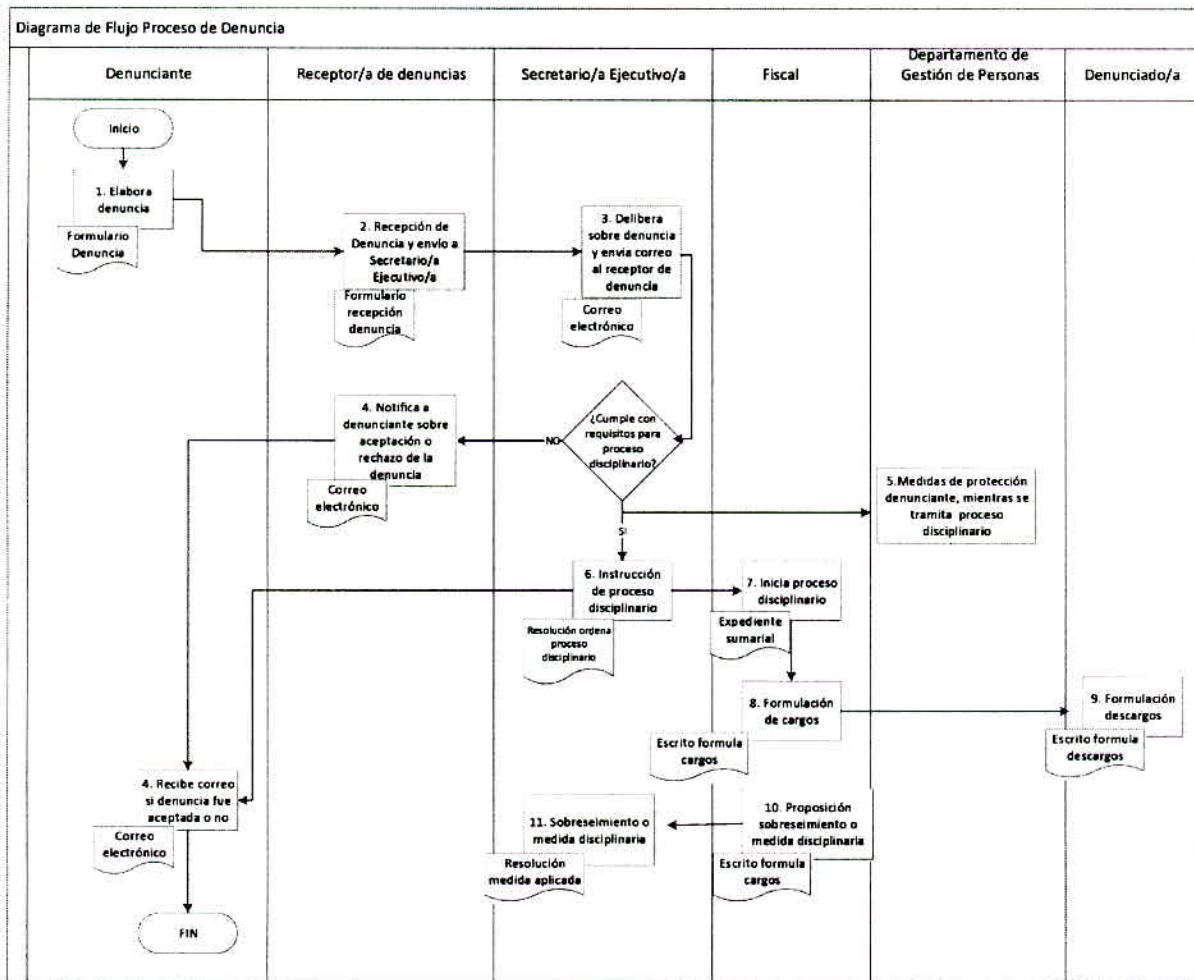 Diagrama de Flujo Proceso de Denuncia
Denunciante
Receptor/a de denuncias
Secretario/a Ejecutivo/a
Fiscal
Departamento de
Gestión de Personas
Denunciado/a
Inicio
1. Elabora
denuncia
Formulario
Denuncia
2. Recepción de
Denuncia y envío a
Secretario/a
Ejecutivo/a
Formulario
recepción
denuncia
3. Delibera
sobre denuncia
y envía correo
al receptor de
denuncia
Correo
electrónico
¿Cumple con
requisitos para
proceso
disciplinario?
NO
SI
4. Notifica a
denunciante sobre
aceptación o
rechazo de la
denuncia
Correo
electrónico
5.Medidas de protección
denunciante, mientras se
tramita proceso
disciplinario
6. Instrucción
de proceso
disciplinario
Resolución ordena
proceso
disciplinario
7. Inicia proceso
disciplinario
Expediente
sumarial
8. Formulación
de cargos
Escrito formula
cargos
9. Formulación
descargos
Escrito formula
descargos
4. Recibe correo
si denuncia fue
aceptada o no
Correo
electrónico
11. Sobreseimiento o
medida disciplinaria
Resolución
medida aplicada
10. Proposición
sobreseimiento o
medida disciplinaria
Escrito formula
cargos
FIN